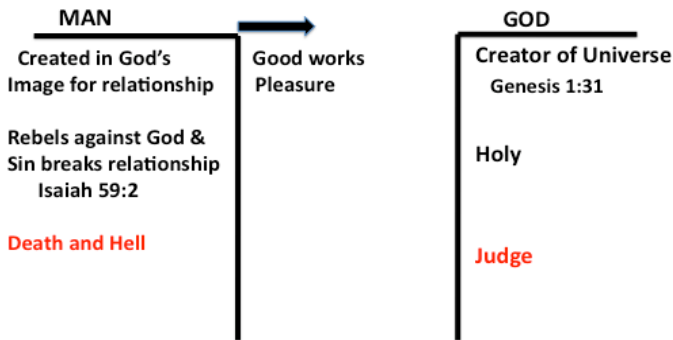 MAN
Created in God's
Image for relationship
Rebels against God &
Sin breaks relationship
Isaiah 59:2
Death and Hell
Good works
Pleasure
GOD
Creator of Universe
Genesis 1:31
Holy
Judge